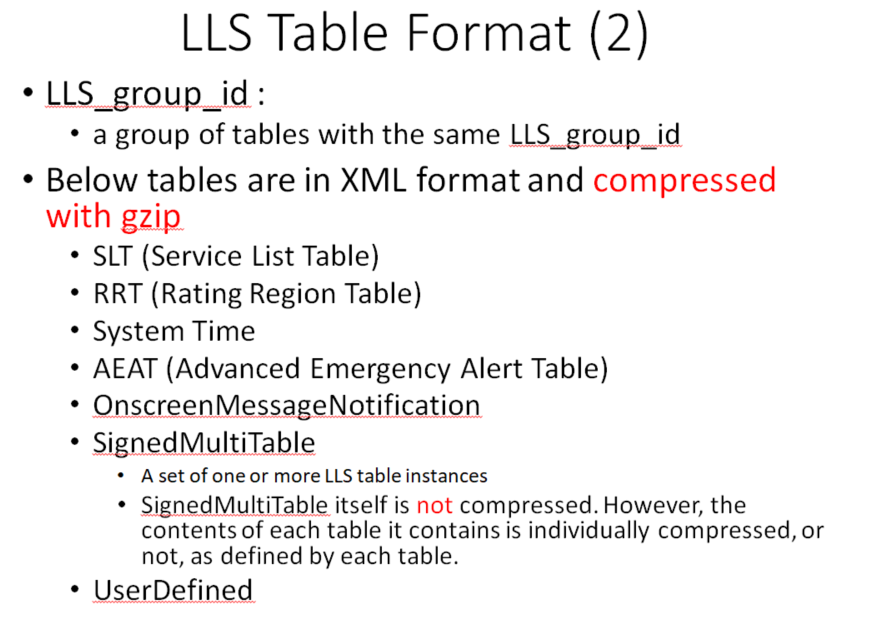 LLS Table Format (2)
• LLS_group_id :
• a group of tables with the same LLS_group_id
• Below tables are in XML format and compressed
with gzip
• SLT (Service List Table)
• RRT (Rating Region Table)
• System Time
• AEAT (Advanced Emergency Alert Table)
• OnscreenMessageNotification
• SignedMultiTable
• A set of one or more LLS table instances
• SignedMultiTable itself is not compressed. However, the
contents of each table it contains is individually compressed, or
not, as defined by each table.
• UserDefined